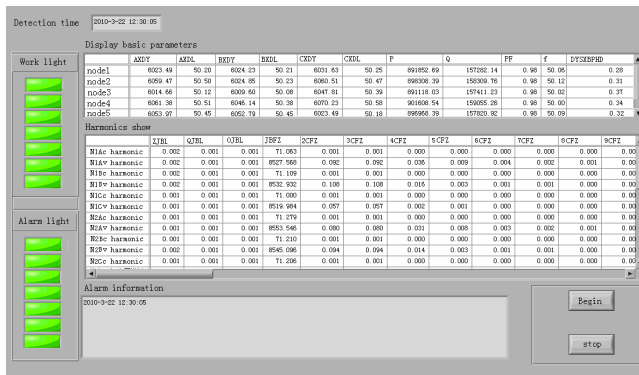 Detection time 2010-3-22 12:30:05
Display basic parameters
Work light
AXDY AXDL BXDY BXDL CXDY CXDL P Q PF f DYSXBPHD
node1 6023.49 50.20 6024.23 50.21 6031.63 50.25 891852.69 157282.14 0.98 50.06 0.28
node2 6059.47 50.50 6024.85 50.23 6060.51 50.47 898308.39 158309.76 0.98 50.12 0.31
node3 6014.66 50.12 6009.60 50.08 6047.81 50.39 891118.03 157411.23 0.98 50.02 0.37
node4 6061.38 50.51 6046.14 50.38 6070.23 50.58 901608.54 159055.26 0.98 50.00 0.34
node5 6053.97 50.45 6052.79 50.45 6023.49 50.18 896968.39 157820.92 0.98 50.09 0.32
Harmonics show
ZJBL QJBL OJBL JBFZ 2CFZ 3CFZ 4CFZ 5CFZ 6CFZ 7CFZ 8CFZ 9CFZ
N1Ac harmonic 0.002 0.001 0.001 71.063 0.001 0.001 0.000 0.000 0.000 0.000 0.000 0.00
N1Av harmonic 0.002 0.001 0.001 8527.568 0.092 0.092 0.036 0.009 0.004 0.002 0.001 0.00
N1Bc harmonic 0.002 0.001 0.001 71.109 0.001 0.001 0.000 0.000 0.000 0.000 0.000 0.00
N1Bv harmonic 0.002 0.001 0.001 8532.932 0.108 0.108 0.016 0.003 0.001 0.001 0.000 0.00
N1Cc harmonic 0.001 0.001 0.001 71.000 0.001 0.001 0.000 0.000 0.000 0.000 0.000 0.00
N1Cv harmonic 0.001 0.001 0.001 8519.984 0.057 0.057 0.002 0.001 0.000 0.000 0.000 0.00
N2Ac harmonic 0.002 0.001 0.001 71.279 0.001 0.001 0.000 0.000 0.000 0.000 0.000 0.00
N2Av harmonic 0.002 0.001 0.001 8553.546 0.080 0.080 0.031 0.008 0.003 0.002 0.001 0.00
N2Bc harmonic 0.002 0.001 0.001 71.210 0.001 0.001 0.000 0.000 0.000 0.000 0.000 0.00
N2Bv harmonic 0.002 0.001 0.001 8545.096 0.094 0.094 0.014 0.003 0.001 0.001 0.000 0.00
N2Cc harmonic 0.001 0.001 0.001 71.206 0.001 0.001 0.000 0.000 0.000 0.000 0.000 0.00
Alarm light
Alarm information
2010-3-22 12:30:05
Begin
stop